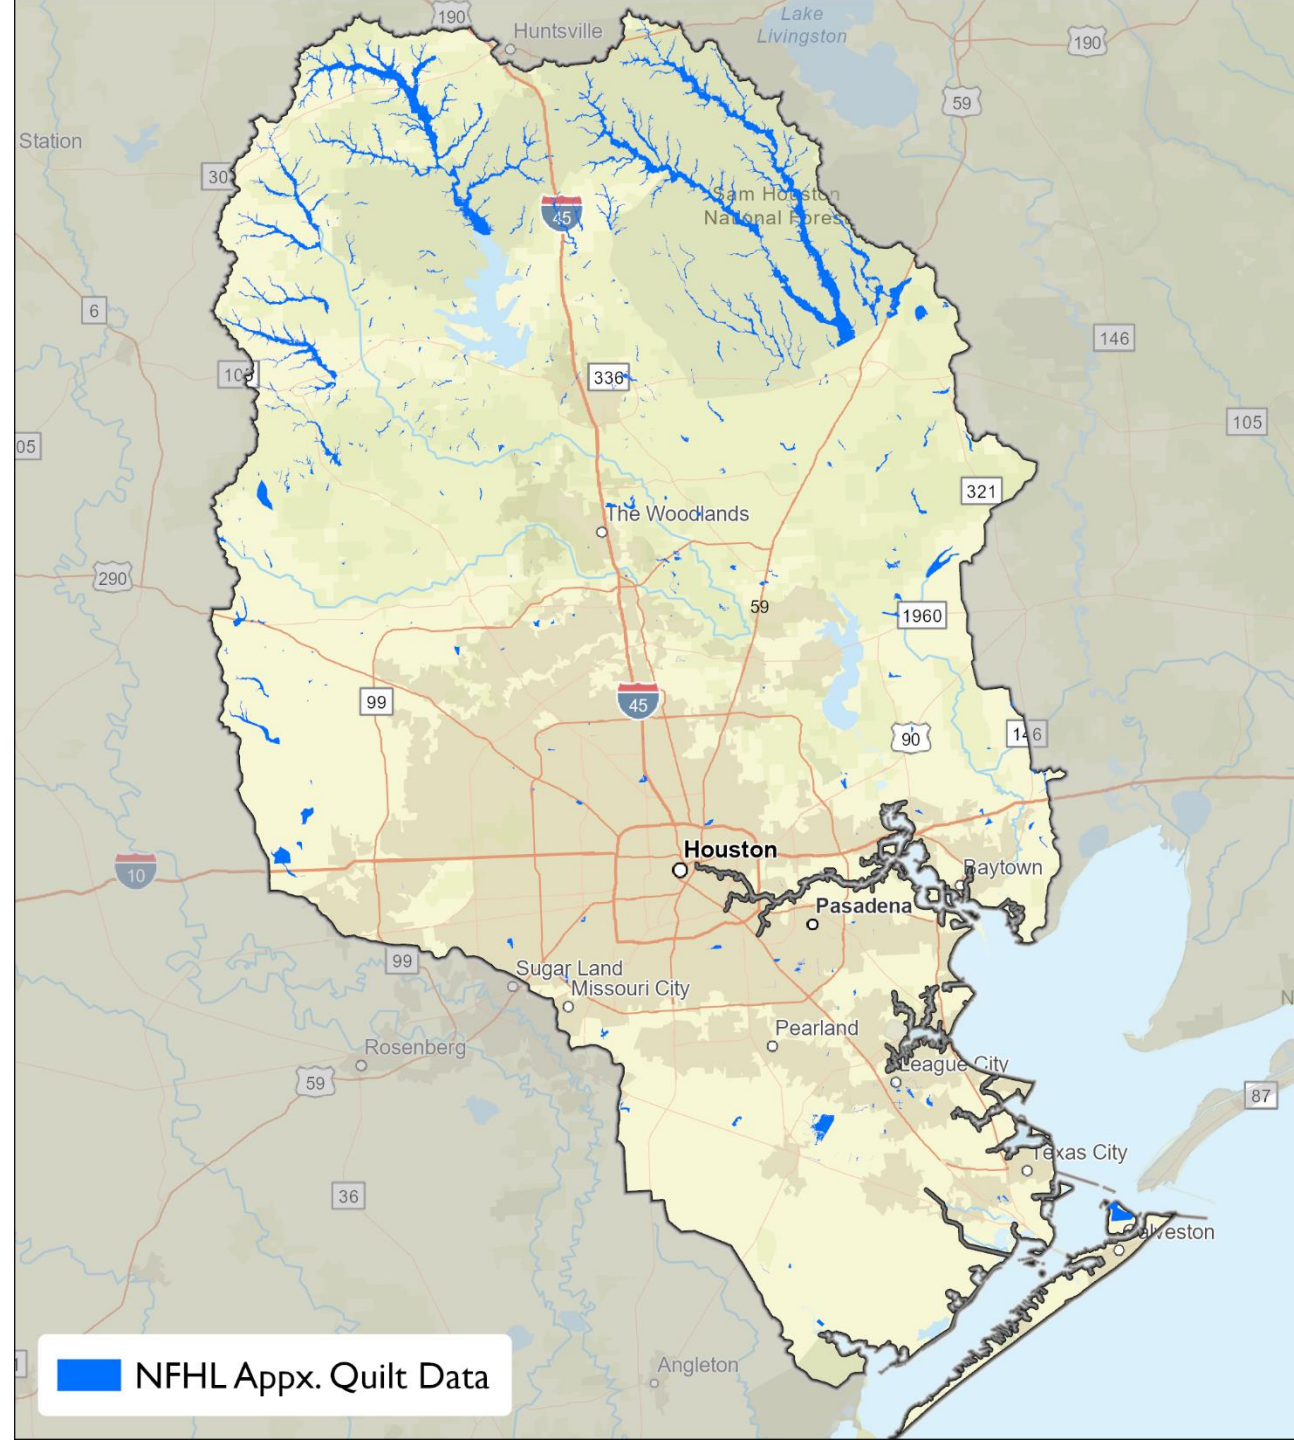 190
Huntsville
Lake
Livingston
190
59
Station
30
Sam Houston
National Fores
45
6
146
336
10
105
05
321
The Woodlands
290
59
1960
99
45
90
146
Houston
10
Baytown
Pasadena
99
Sugar Land
Missouri City
N
Pearland
Rosenberg
League City
59
87
Texas City
36
Galveston
NFHL Appx. Quilt Data
Angleton